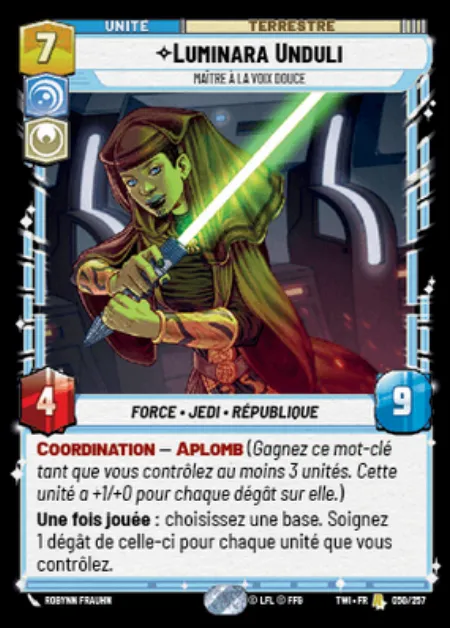 UNITÉ
TERRESTRE
7
LUMINARA UNDULI
MAÎTRE À LA VOIX DOUCE
4
9
FORCE • JEDI • RÉPUBLIQUE
COORDINATION — APLOMB (Gagnez ce mot-clé
tant que vous contrôlez au moins 3 unités. Cette
unité a +1/+0 pour chaque dégât sur elle.)
Une fois jouée : choisissez une base. Soignez
1 dégât de celle-ci pour chaque unité que vous
contrôlez.
ROBYNN FRAUHN
© LFL © FFG
TWI • FR
050/257